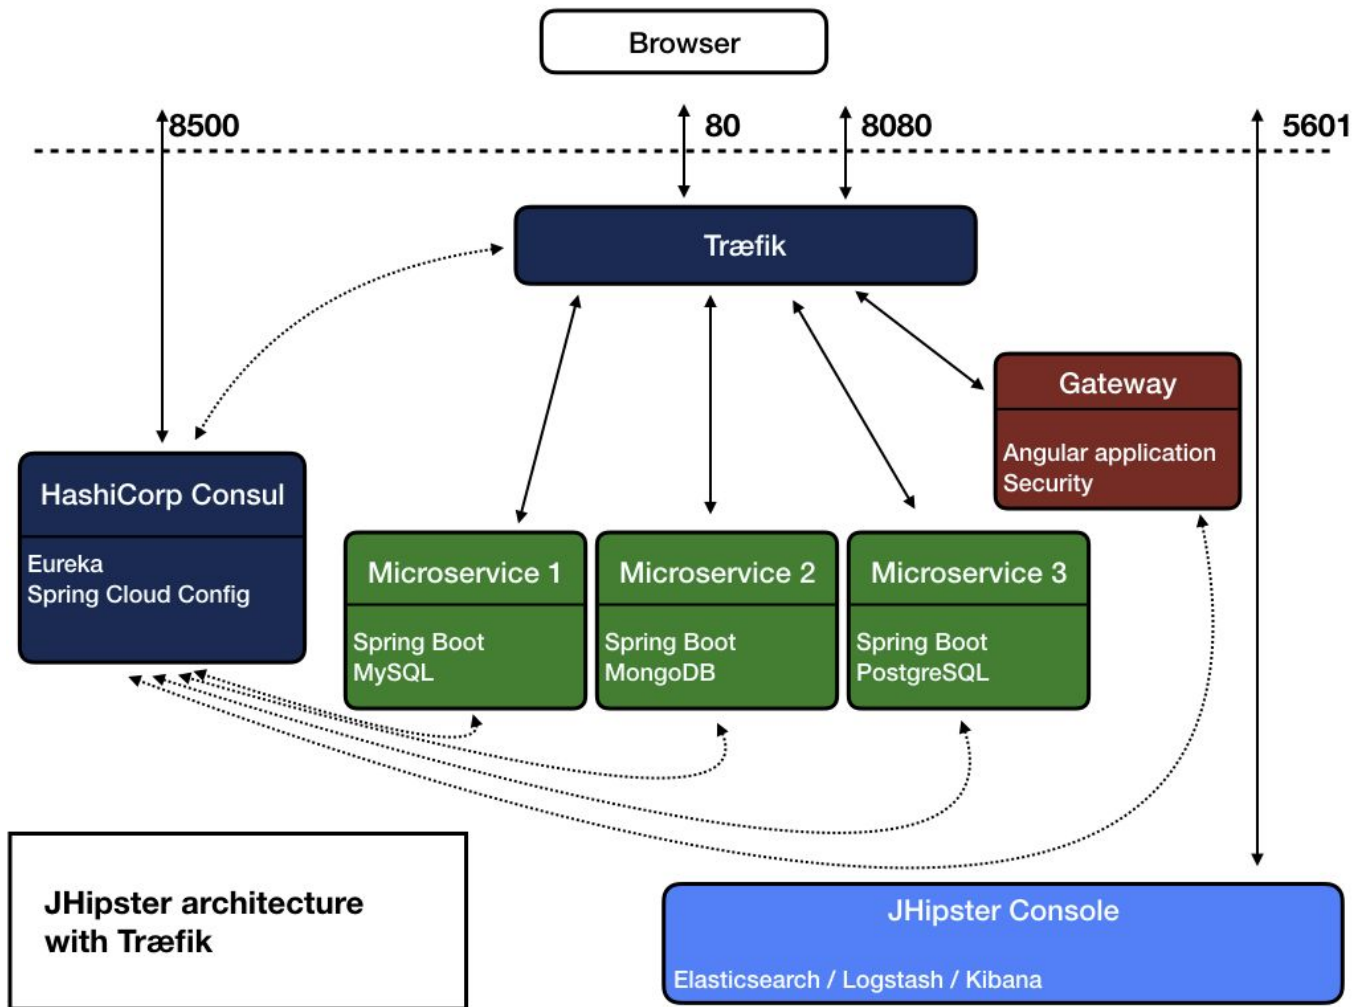 Browser
8500
80
8080
5601
Træfik
Gateway
Angular application
Security
HashiCorp Consul
Eureka
Spring Cloud Config
Microservice 1
Spring Boot
MySQL
Microservice 2
Spring Boot
MongoDB
Microservice 3
Spring Boot
PostgreSQL
JHipster architecture
with Træfik
JHipster Console
Elasticsearch / Logstash / Kibana